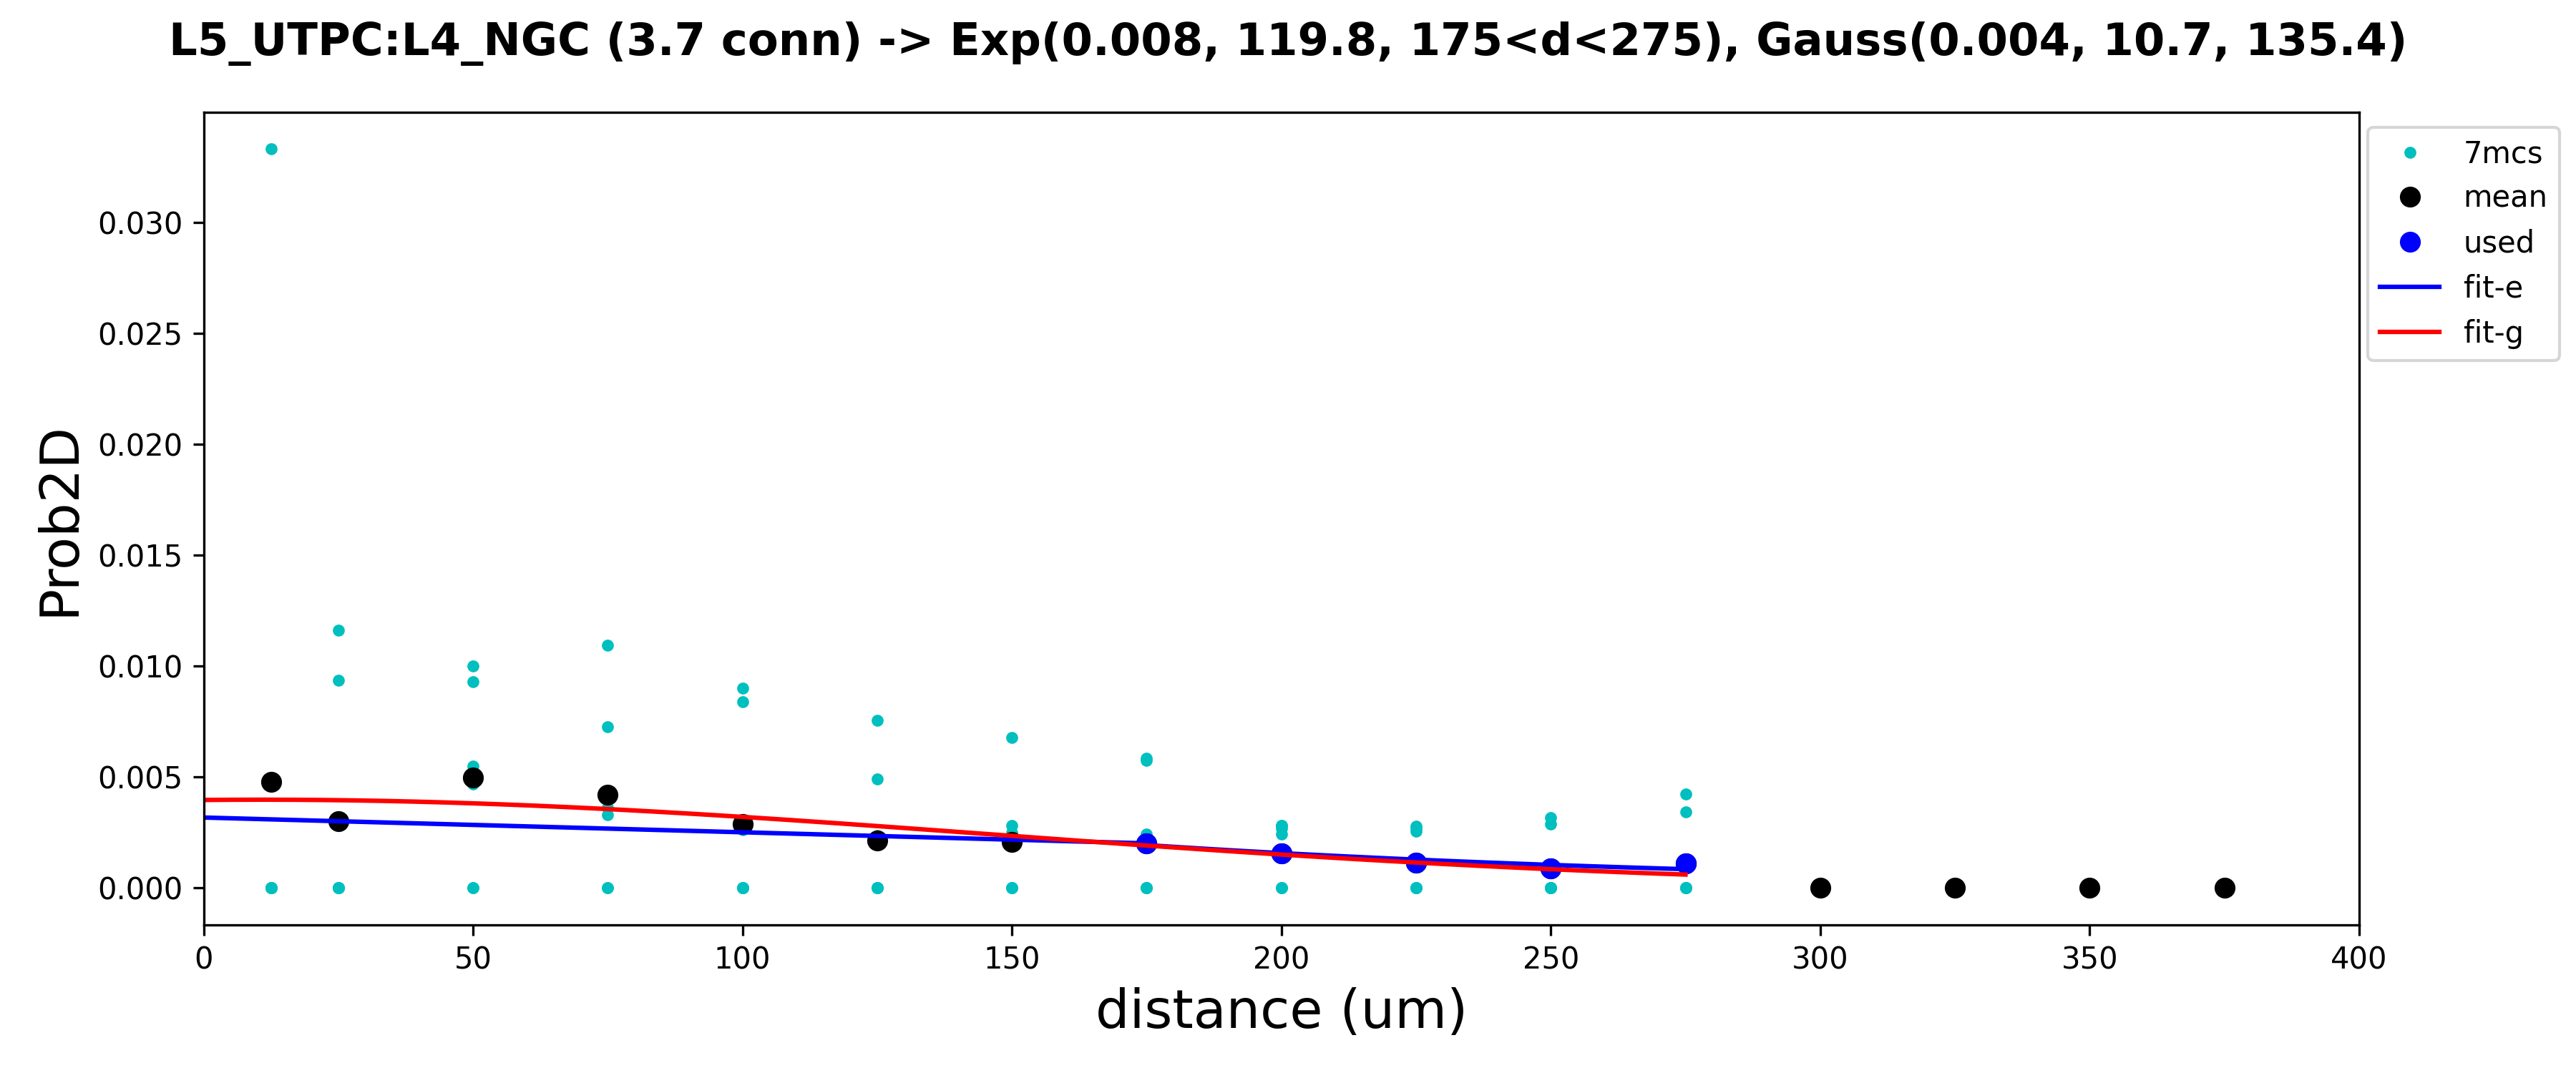 L5_UTPC:L4_NGC (3.7 conn) -> Exp(0.008, 119.8, 175<d<275), Gauss(0.004, 10.7, 135.4)
7mcs
mean
used
fit-e
fit-g
Prob2D
0.030
0.025
0.020
0.015
0.010
0.005
0.000
0 50 100 150 200 250 300 350 400
distance (um)